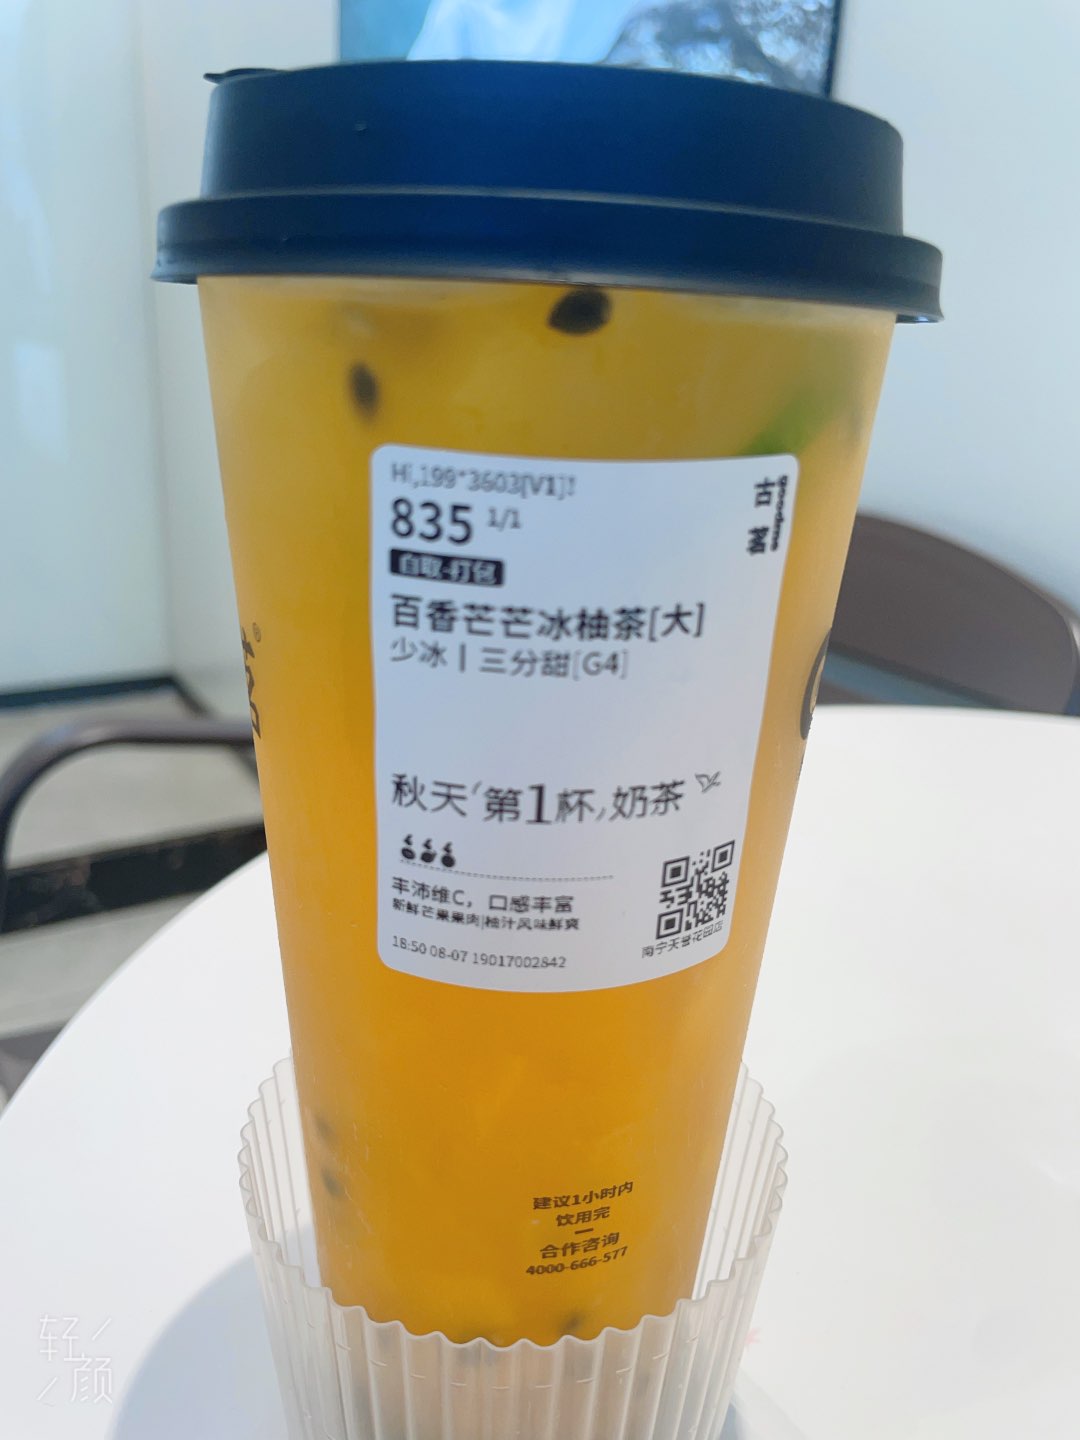 Hi,199*3603[V1]!
835 1/1
古茗
自取-打包
百香芒芒冰柚茶[大]
少冰丨三分甜[G4]
秋天‘第1杯’奶茶
丰沛维C，口感丰富
新鲜芒果果肉|柚汁风味鲜爽
18:50 08-07 19017002842
南宁天誉花园店
建议1小时内
饮用完
合作咨询
4000-666-577
轻颜